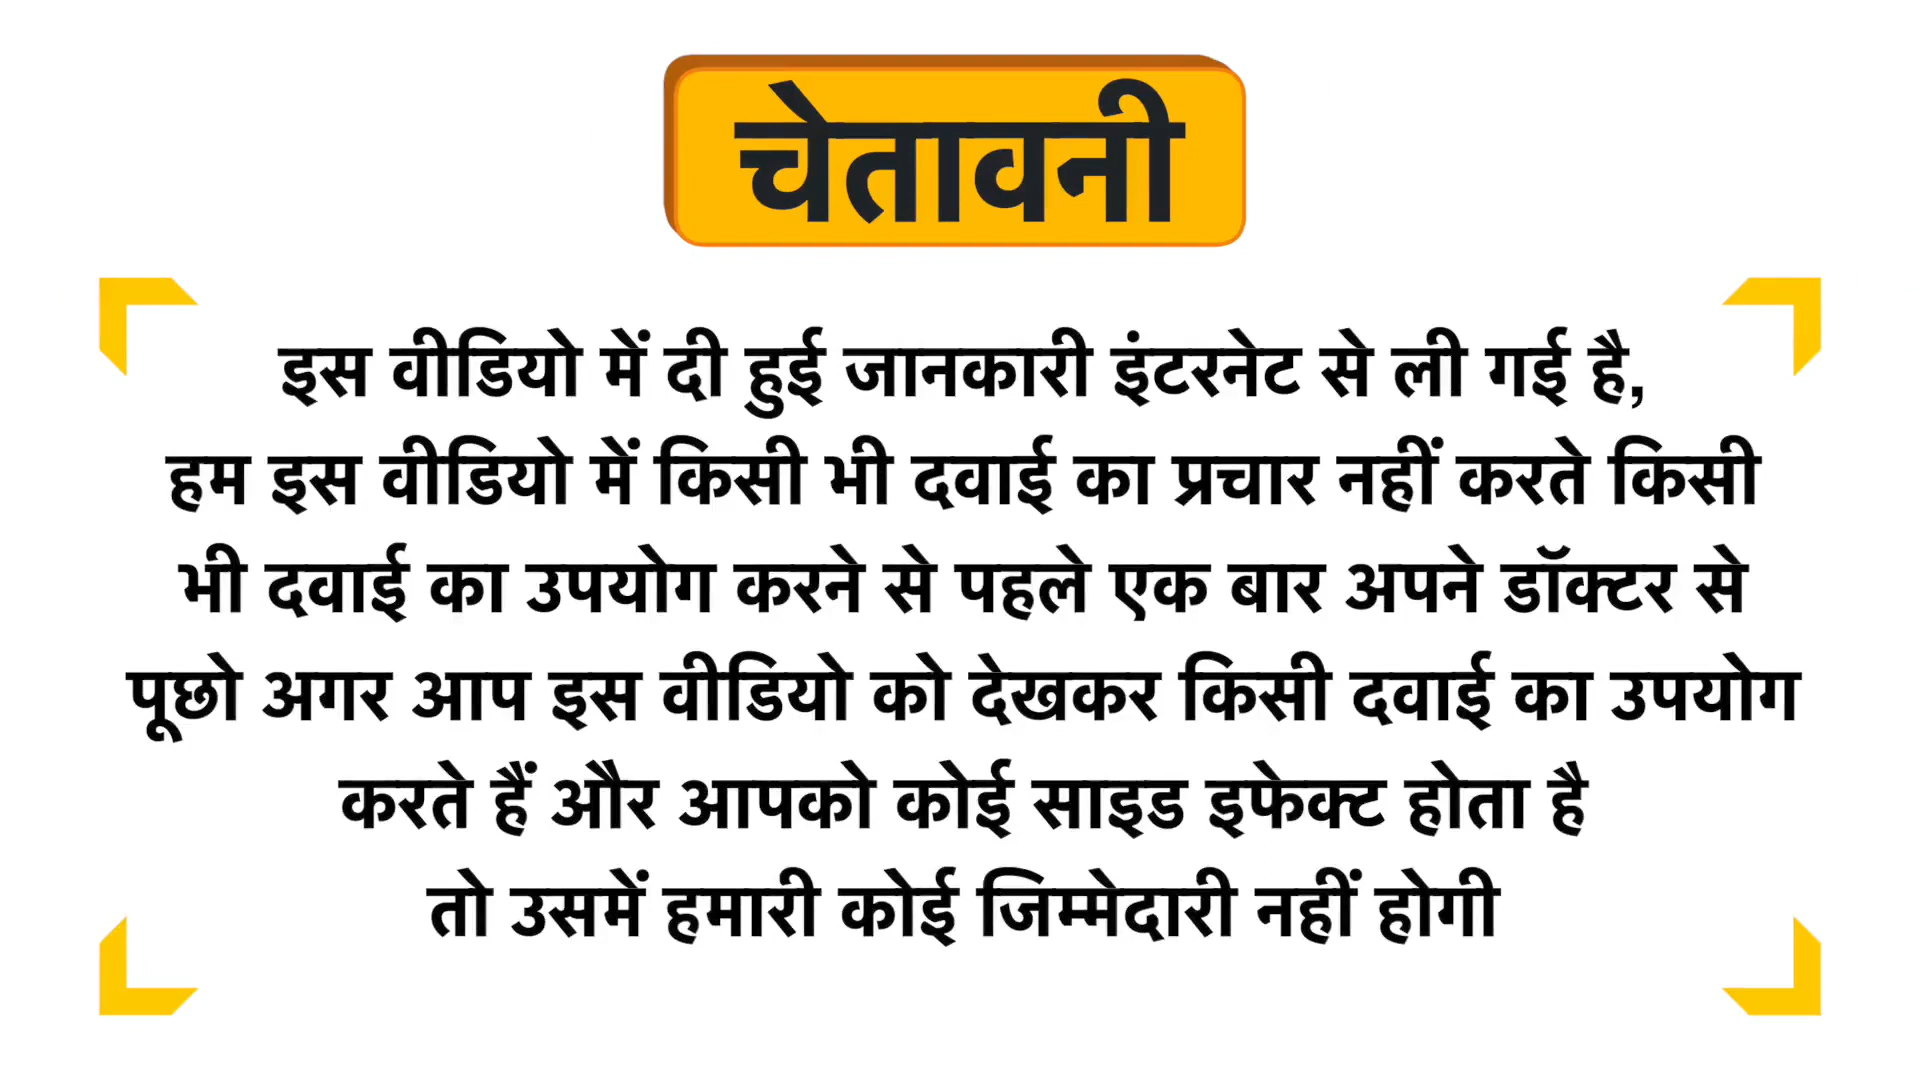 चेतावनी
इस वीडियो में दी हुई जानकारी इंटरनेट से ली गई है,
हम इस वीडियो में किसी भी दवाई का प्रचार नहीं करते किसी
भी दवाई का उपयोग करने से पहले एक बार अपने डॉक्टर से
पूछो अगर आप इस वीडियो को देखकर किसी दवाई का उपयोग
करते हैं और आपको कोई साइड इफेक्ट होता है
तो उसमें हमारी कोई जिम्मेदारी नहीं होगी